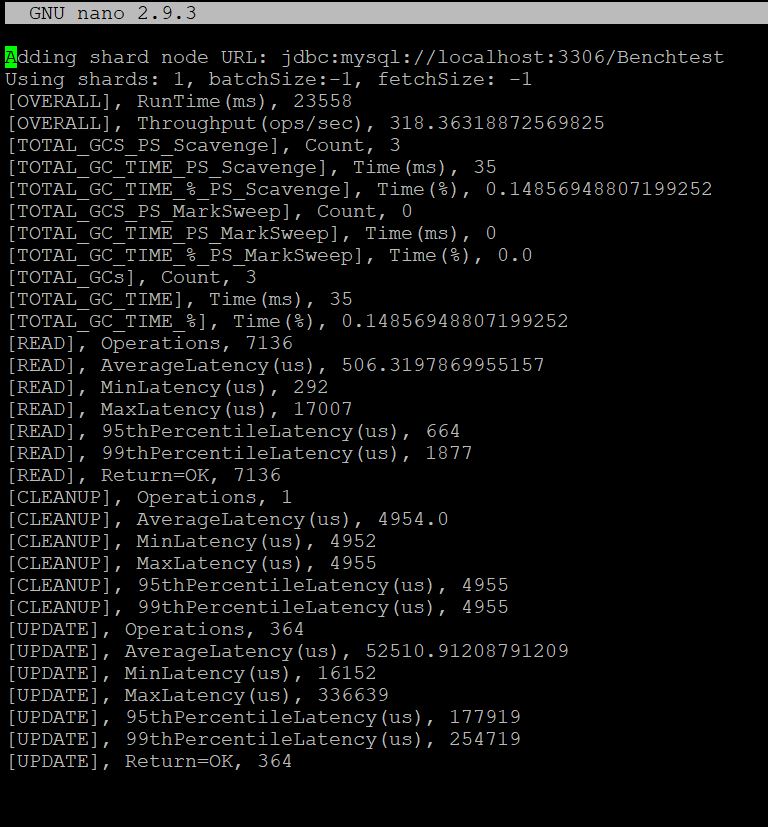 GNU nano 2.9.3
Adding shard node URL: jdbc:mysql://localhost:3306/Benchtest
Using shards: 1, batchSize:-1, fetchSize: -1
[OVERALL], RunTime(ms), 23558
[OVERALL], Throughput(ops/sec), 318.36318872569825
[TOTAL_GCS_PS_Scavenge], Count, 3
[TOTAL_GC_TIME_PS_Scavenge], Time(ms), 35
[TOTAL_GC_TIME_%_PS_Scavenge], Time(%), 0.14856948807199252
[TOTAL_GCS_PS_MarkSweep], Count, 0
[TOTAL_GC_TIME_PS_MarkSweep], Time(ms), 0
[TOTAL_GC_TIME_%_PS_MarkSweep], Time(%), 0.0
[TOTAL_GCs], Count, 3
[TOTAL_GC_TIME], Time(ms), 35
[TOTAL_GC_TIME_%], Time(%), 0.14856948807199252
[READ], Operations, 7136
[READ], AverageLatency(us), 506.3197869955157
[READ], MinLatency(us), 292
[READ], MaxLatency(us), 17007
[READ], 95thPercentileLatency(us), 664
[READ], 99thPercentileLatency(us), 1877
[READ], Return=OK, 7136
[CLEANUP], Operations, 1
[CLEANUP], AverageLatency(us), 4954.0
[CLEANUP], MinLatency(us), 4952
[CLEANUP], MaxLatency(us), 4955
[CLEANUP], 95thPercentileLatency(us), 4955
[CLEANUP], 99thPercentileLatency(us), 4955
[UPDATE], Operations, 364
[UPDATE], AverageLatency(us), 52510.91208791209
[UPDATE], MinLatency(us), 16152
[UPDATE], MaxLatency(us), 336639
[UPDATE], 95thPercentileLatency(us), 177919
[UPDATE], 99thPercentileLatency(us), 254719
[UPDATE], Return=OK, 364